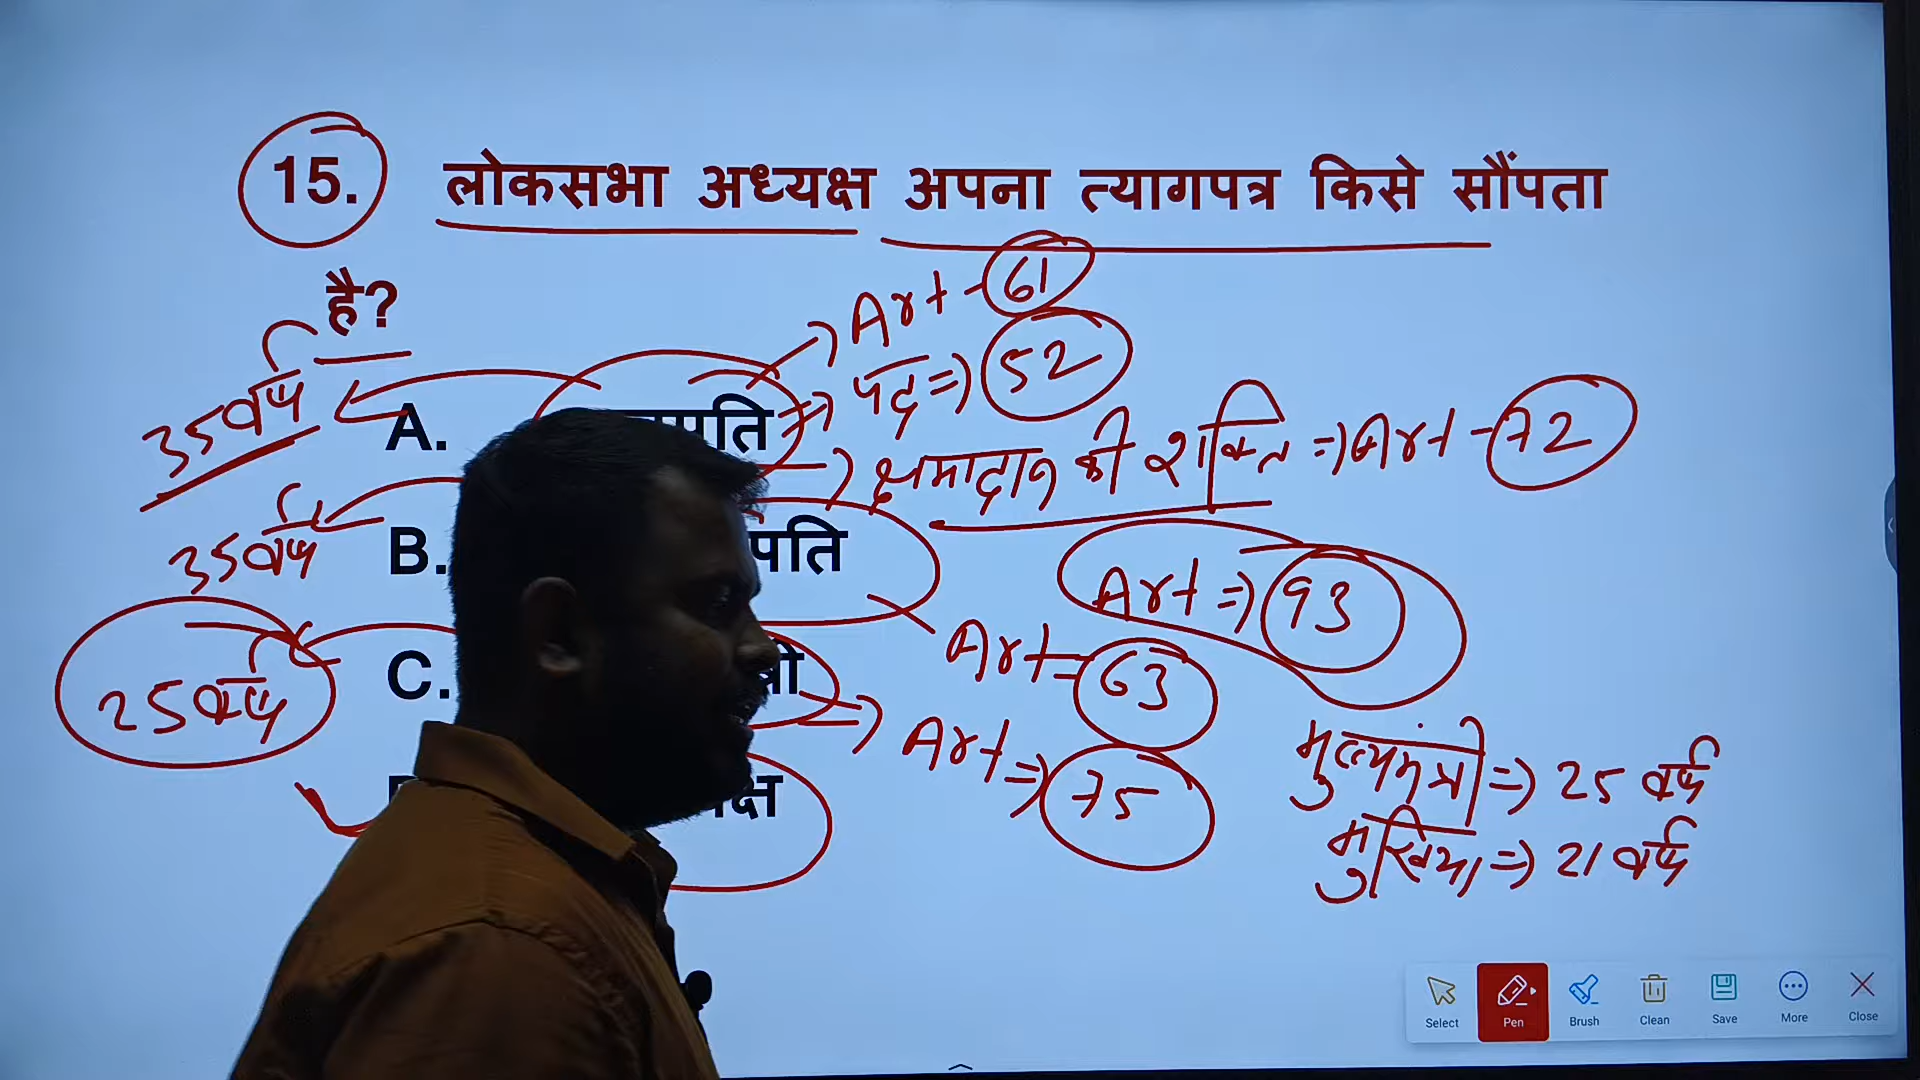 15. लोकसभा अध्यक्ष अपना त्यागपत्र किसे सौंपता
है?
Art - 61
पद => 52
35 वर्ष
A.
क्षमादान की शक्ति => Art - 72
35 वर्ष
B.
Art => 93
Art = 63
25 वर्ष
C.
Art => 75
मुख्यमंत्री => 25 वर्ष
मुखिया => 21 वर्ष
Select Pen Brush Clean Save More Close